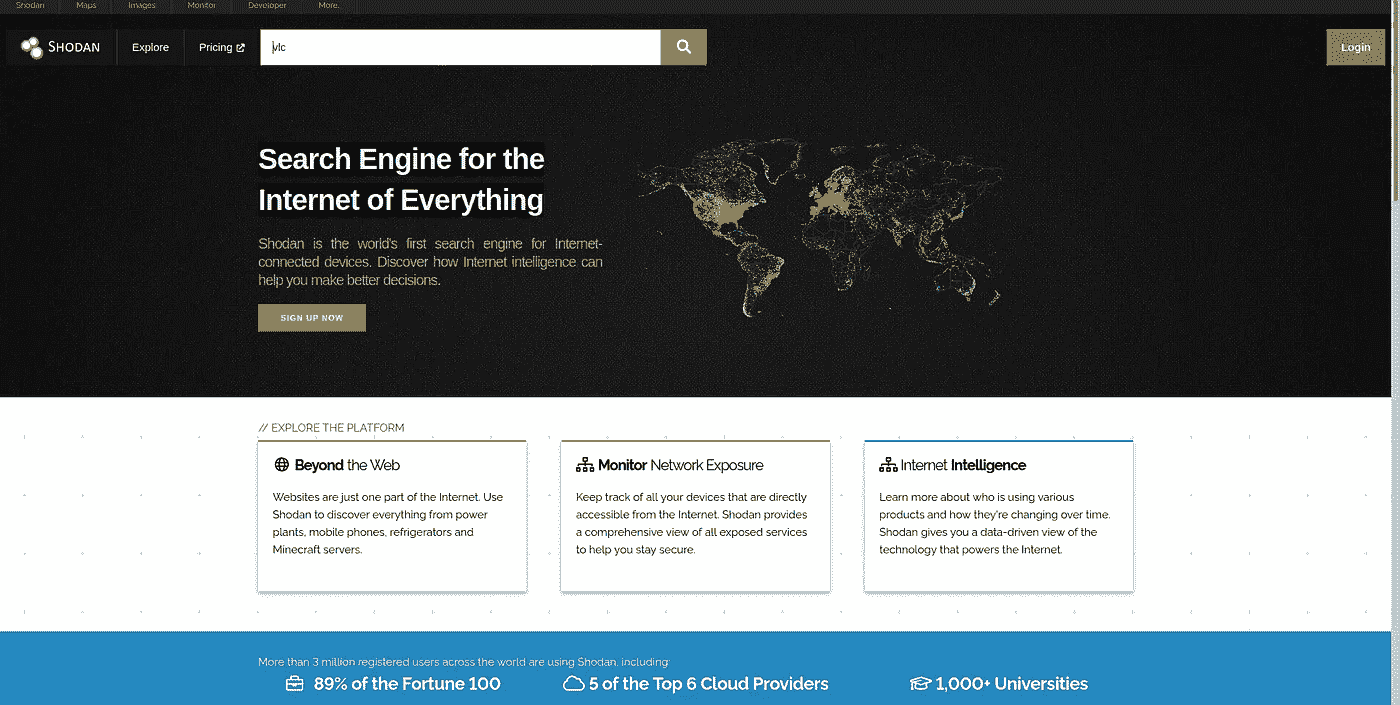 Shodan Maps Images Monitor Developer More.
SHODAN Explore Pricing vlc Login
Search Engine for the
Internet of Everything
Shodan is the world's first search engine for Internet-
connected devices. Discover how Internet intelligence can
help you make better decisions.
SIGN UP NOW
// EXPLORE THE PLATFORM
Beyond the Web
Websites are just one part of the Internet. Use
Shodan to discover everything from power
plants, mobile phones, refrigerators and
Minecraft servers.
Monitor Network Exposure
Keep track of all your devices that are directly
accessible from the Internet. Shodan provides
a comprehensive view of all exposed services
to help you stay secure.
Internet Intelligence
Learn more about who is using various
products and how they're changing over time.
Shodan gives you a data-driven view of the
technology that powers the Internet.
More than 3 million registered users across the world are using Shodan, including:
89% of the Fortune 100
5 of the Top 6 Cloud Providers
1,000+ Universities